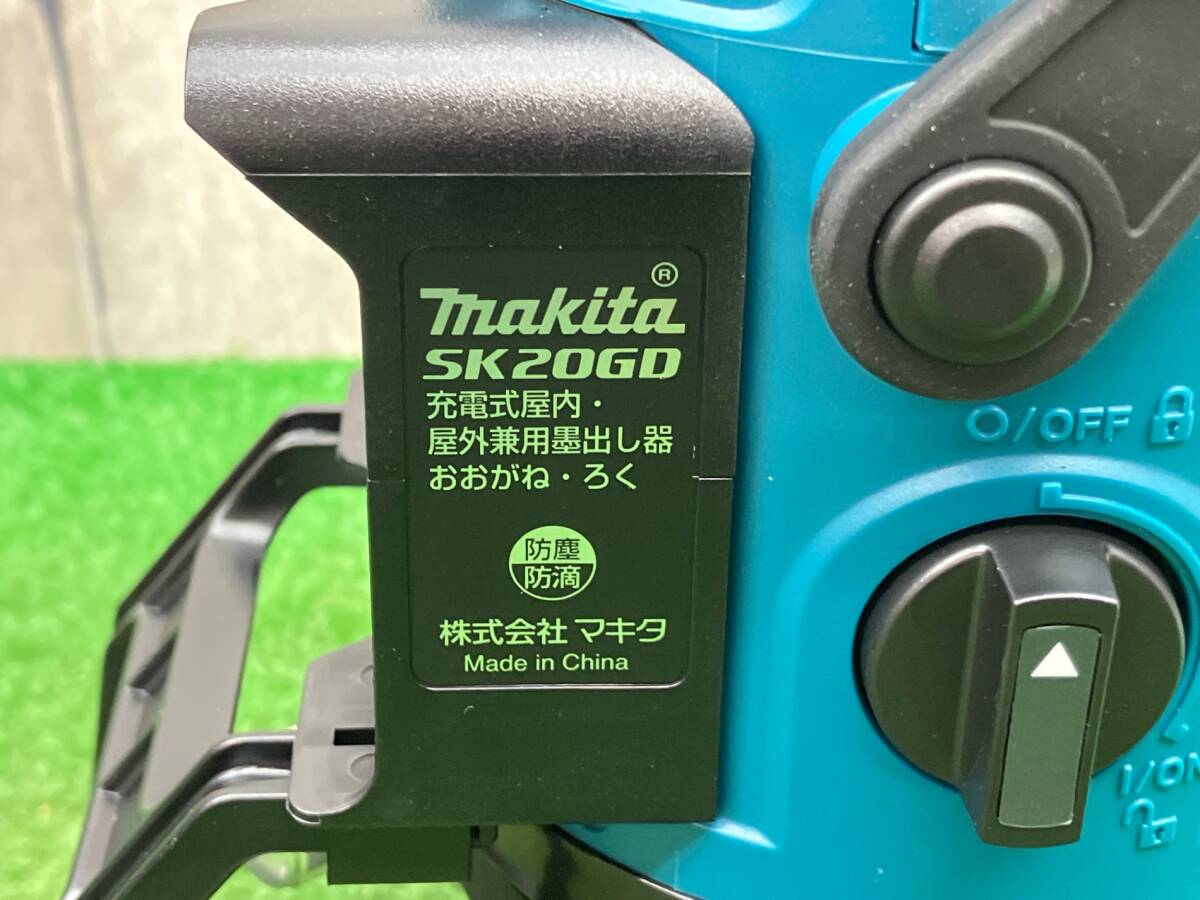 makita®
SK20GD
充電式屋内・
屋外兼用墨出し器
おおがね・ろく
防塵
防滴
株式会社 マキタ
Made in China
O/OFF
I/ON